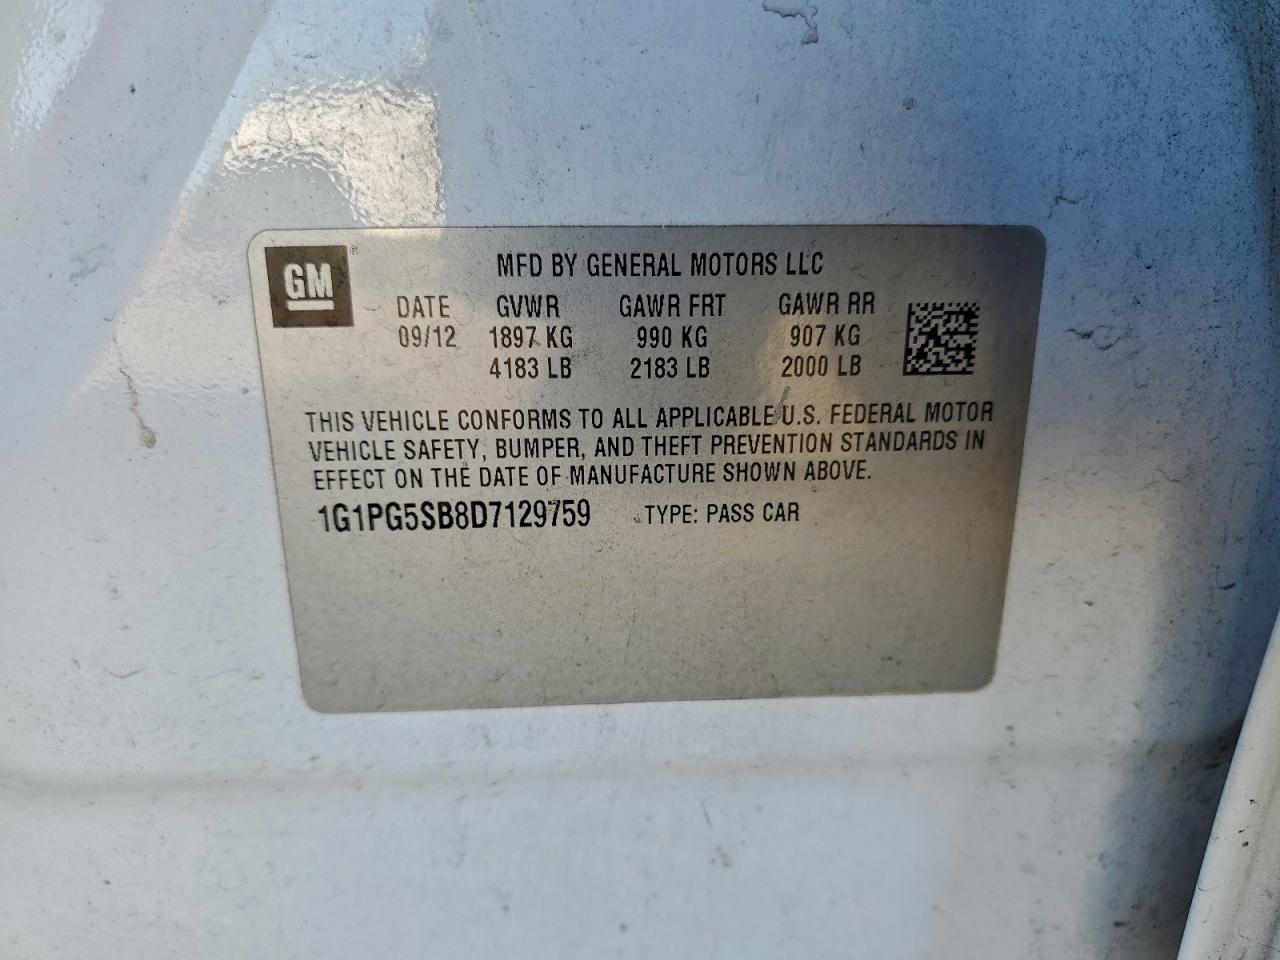 GM
MFD BY GENERAL MOTORS LLC
DATE GVWR GAWR FRT GAWR RR
09/12 1897 KG 990 KG 907 KG
4183 LB 2183 LB 2000 LB
THIS VEHICLE CONFORMS TO ALL APPLICABLE U.S. FEDERAL MOTOR
VEHICLE SAFETY, BUMPER, AND THEFT PREVENTION STANDARDS IN
EFFECT ON THE DATE OF MANUFACTURE SHOWN ABOVE.
1G1PG5SB8D7129759 TYPE: PASS CAR